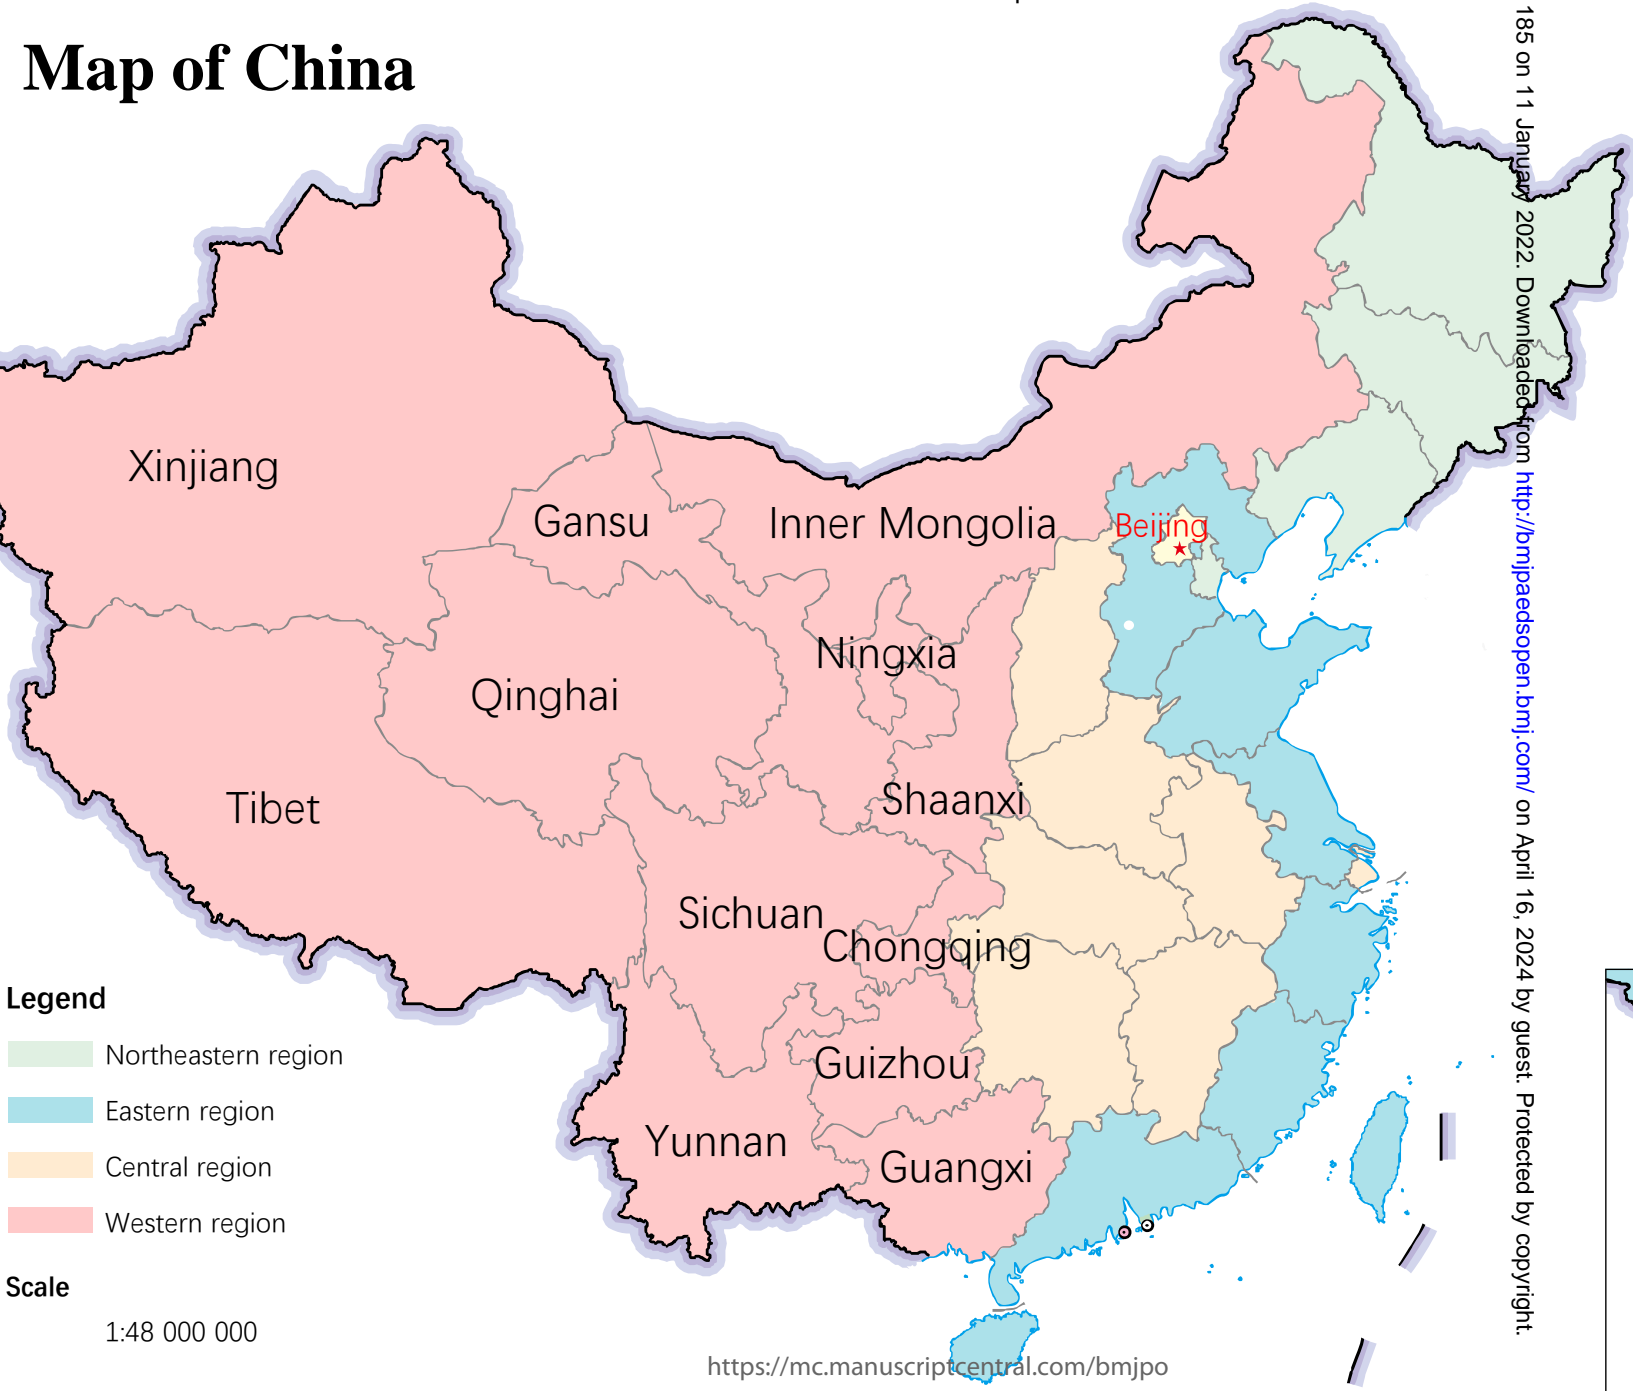 Map of China
Xinjiang
Gansu
Inner Mongolia
Beijing
Ningxia
Qinghai
Tibet
Shaanxi
Sichuan
Chongqing
Guizhou
Yunnan
Guangxi
Legend
Northeastern region
Eastern region
Central region
Western region
Scale
1:48 000 000
https://mc.manuscriptcentral.com/bmjpo
185 on 11 January 2022. Downloaded from http://bmjpaedsopen.bmj.com/ on April 16, 2024 by guest. Protected by copyright.